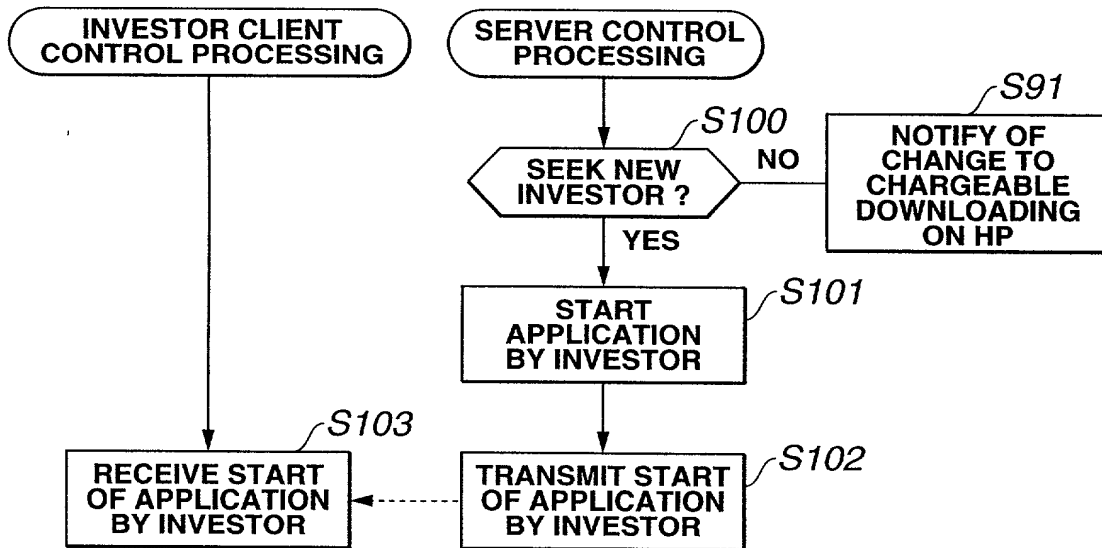 INVESTOR CLIENT
CONTROL PROCESSING
SERVER CONTROL
PROCESSING
S100
SEEK NEW
INVESTOR ?
NO
YES
S91
NOTIFY OF
CHANGE TO
CHARGEABLE
DOWNLOADING
ON HP
S101
START
APPLICATION
BY INVESTOR
S103
RECEIVE START
OF APPLICATION
BY INVESTOR
S102
TRANSMIT START
OF APPLICATION
BY INVESTOR